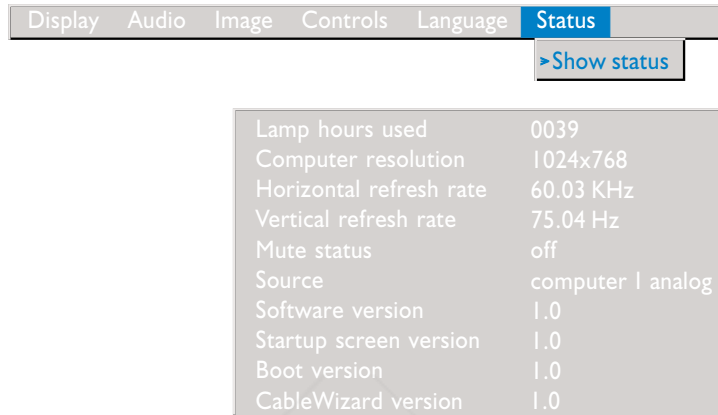 Display Audio Image Controls Language Status
>Show status
Lamp hours used 0039
Computer resolution 1024x768
Horizontal refresh rate 60.03 KHz
Vertical refresh rate 75.04 Hz
Mute status off
Source computer 1 analog
Software version 1.0
Startup screen version 1.0
Boot version 1.0
CableWizard version 1.0